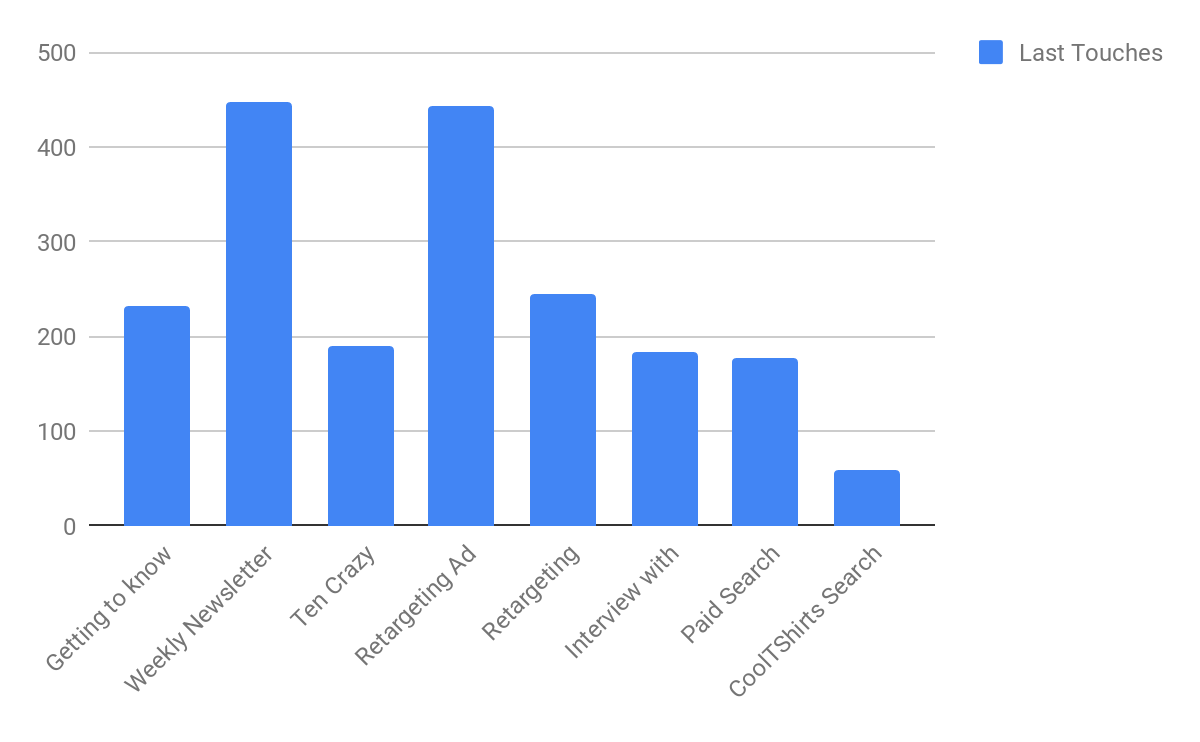 500
400
300
200
100
0
Last Touches
Getting to know
Weekly Newsletter
Ten Crazy
Retargeting Ad
Retargeting
Interview with
Paid Search
CoolTShirts Search